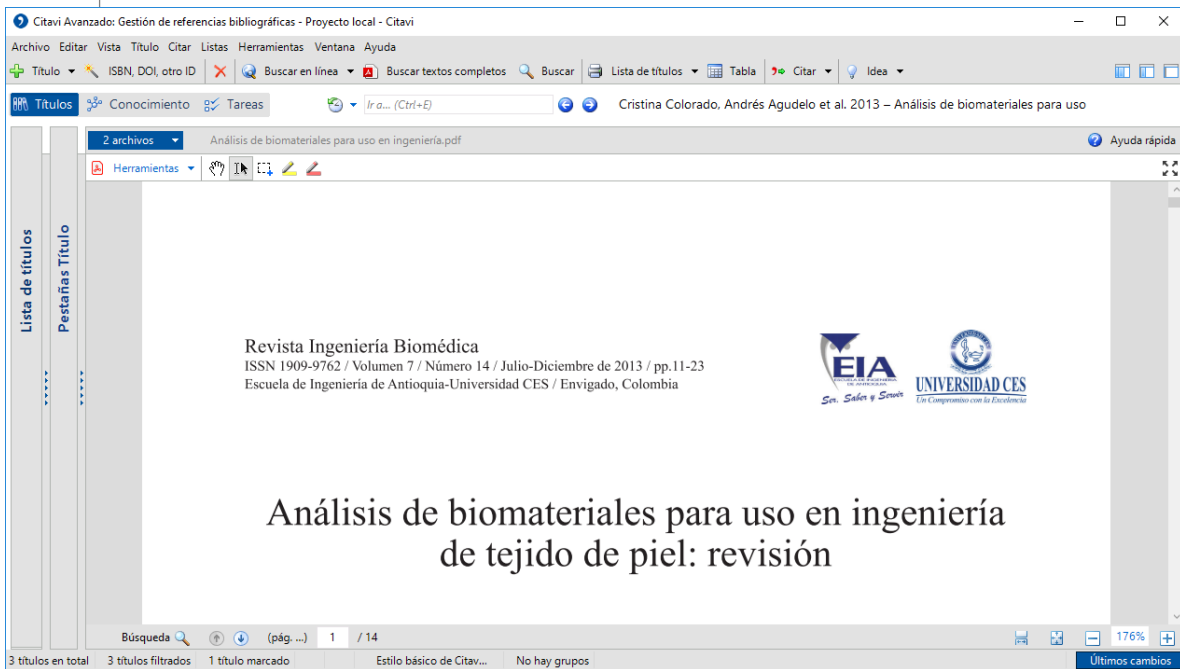 Citavi Avanzado: Gestión de referencias bibliográficas - Proyecto local - Citavi
Archivo Editar Vista Título Citar Listas Herramientas Ventana Ayuda
Título ISBN, DOI, otro ID Buscar en línea Buscar textos completos Buscar Lista de títulos Tabla Citar Idea
Títulos Conocimiento Tareas Ir a... (Ctrl+E) Cristina Colorado, Andrés Agudelo et al. 2013 – Análisis de biomateriales para uso
2 archivos Análisis de biomateriales para uso en ingeniería.pdf Ayuda rápida
Herramientas
Lista de títulos
Pestañas Título
Revista Ingeniería Biomédica
ISSN 1909-9762 / Volumen 7 / Número 14 / Julio-Diciembre de 2013 / pp.11-23
Escuela de Ingeniería de Antioquia-Universidad CES / Envigado, Colombia
EIA
ESCUELA DE INGENIERIA
DE ANTIOQUIA
Ser, Saber y Servir
UNIVERSIDAD CES
Un Compromiso con la Excelencia
Análisis de biomateriales para uso en ingeniería
de tejido de piel: revisión
Búsqueda (pág. ...) 1 / 14 176%
3 títulos en total 3 títulos filtrados 1 título marcado Estilo básico de Citav... No hay grupos Últimos cambios